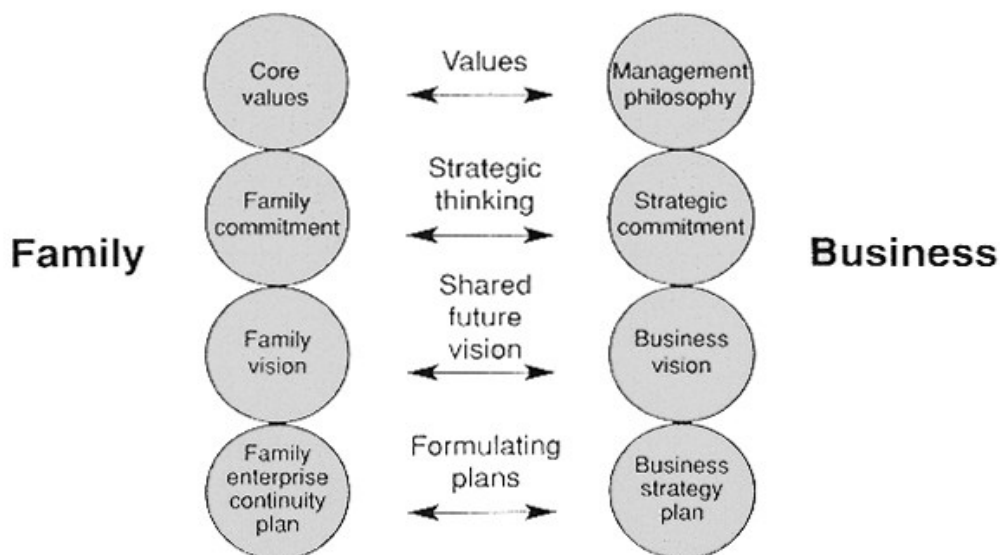 Core
values
Values
Management
philosophy
Family
commitment
Strategic
thinking
Strategic
commitment
Family
Business
Family
vision
Shared
future
vision
Business
vision
Family
enterprise
continuity
plan
Formulating
plans
Business
strategy
plan